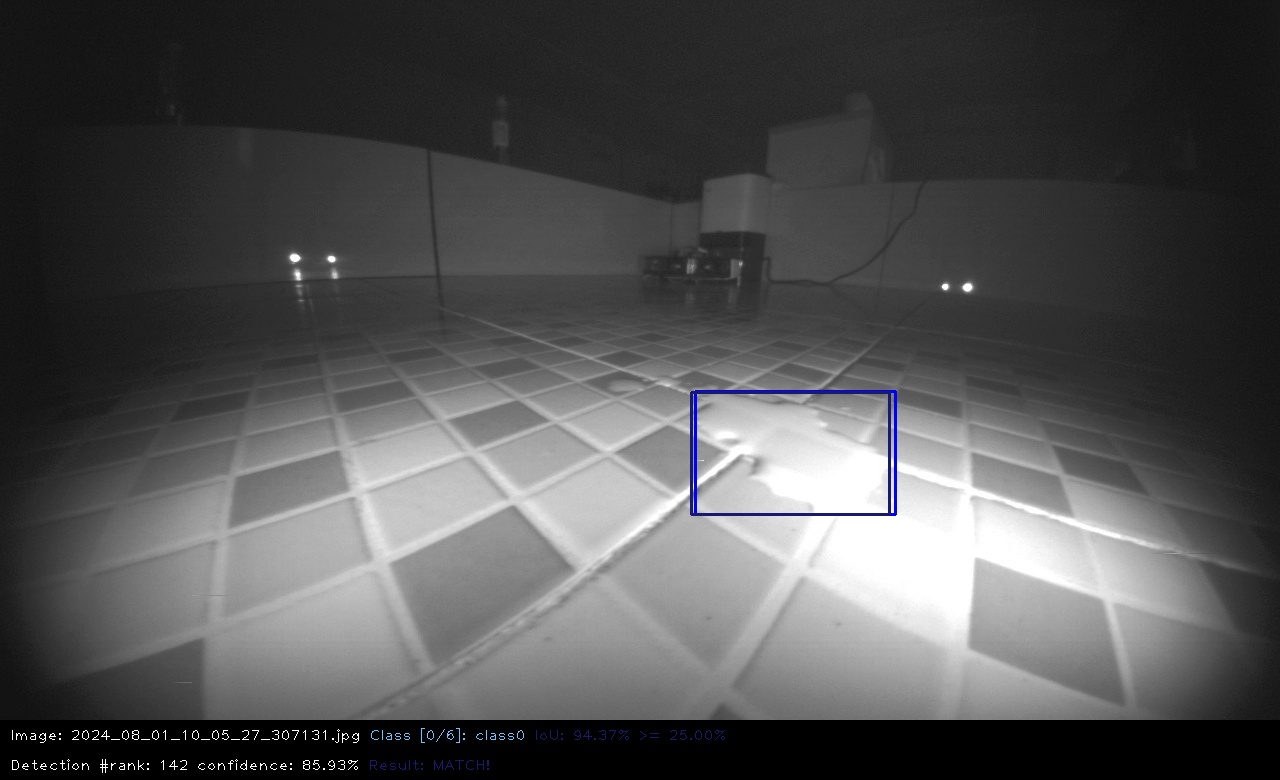 Image: 2024_08_01_10_05_27_307131.jpg Class [0/6]: class0 IoU: 94.37% >= 25.00%
Detection #rank: 142 confidence: 85.93% Result: MATCH!